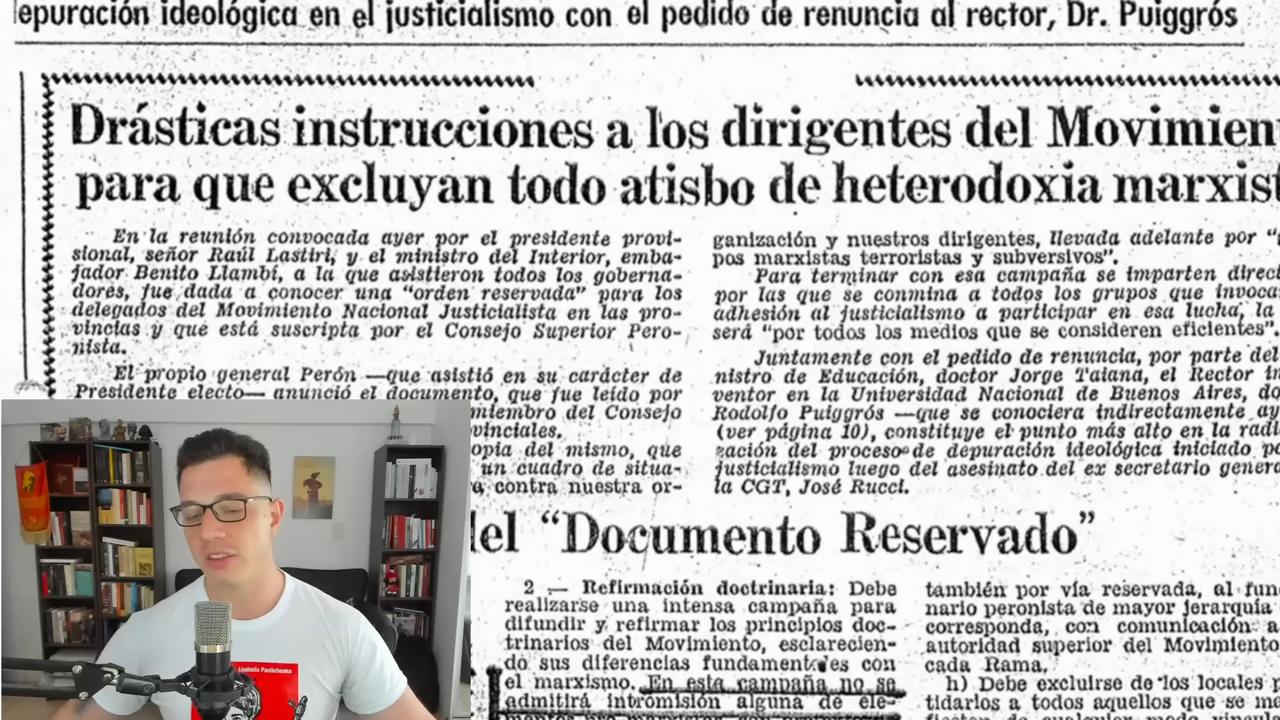 epuración ideológica en el justicialismo con el pedido de renuncia al rector, Dr. Puiggrós
Drásticas instrucciones a los dirigentes del Movimien
para que excluyan todo atisbo de heterodoxia marxist
En la reunión convocada ayer por el presidente provi-
sional, señor Raúl Lastiri, y el ministro del Interior, emba-
jador Benito Llambí, a la que asistieron todos los goberna-
dores, fue dada a conocer una "orden reservada" para los
delegados del Movimiento Nacional Justicialista en las pro-
vincias y que está suscripta por el Consejo Superior Pero-
nista.
El propio general Perón —que asistió en su carácter de
Presidente electo— anunció el documento, que fue leído por
miembro del Consejo
vinciales.
opia del mismo, que
un cuadro de situa-
a contra nuestra or-
ganización y nuestros dirigentes, llevada adelante por "
pos marxistas terroristas y subversivos".
Para terminar con esa campaña se imparten direc
por las que se conmina a todos los grupos que invoca
adhesión al justicialismo a participar en esa lucha, la
será "por todos los medios que se consideren eficientes"
Juntamente con el pedido de renuncia, por parte del
nistro de Educación, doctor Jorge Taiana, el Rector in
ventor en la Universidad Nacional de Buenos Aires, do
Rodolfo Puiggrós —que se conociera indirectamente ay
(ver página 10), constituye el punto más alto en la radi
zación del proceso de depuración ideológica iniciado p
justicialismo luego del asesinato del ex secretario genera
la CGT, José Rucci.
del "Documento Reservado"
2 — Refirmación doctrinaria: Debe
realizarse una intensa campaña para
difundir y refirmar los principios doc-
trinarios del Movimiento, esclarecien-
do sus diferencias fundamentales con
el marxismo. En esta campaña no se
admitirá intromisión alguna de ele-
también por vía reservada, al fun
nario peronista de mayor jerarquía
corresponda, con comunicación a
autoridad superior del Movimiento
cada Rama.
h) Debe excluirse de los locales p
tidarios a todos aquellos que se m
Liudmila Pavlichenko